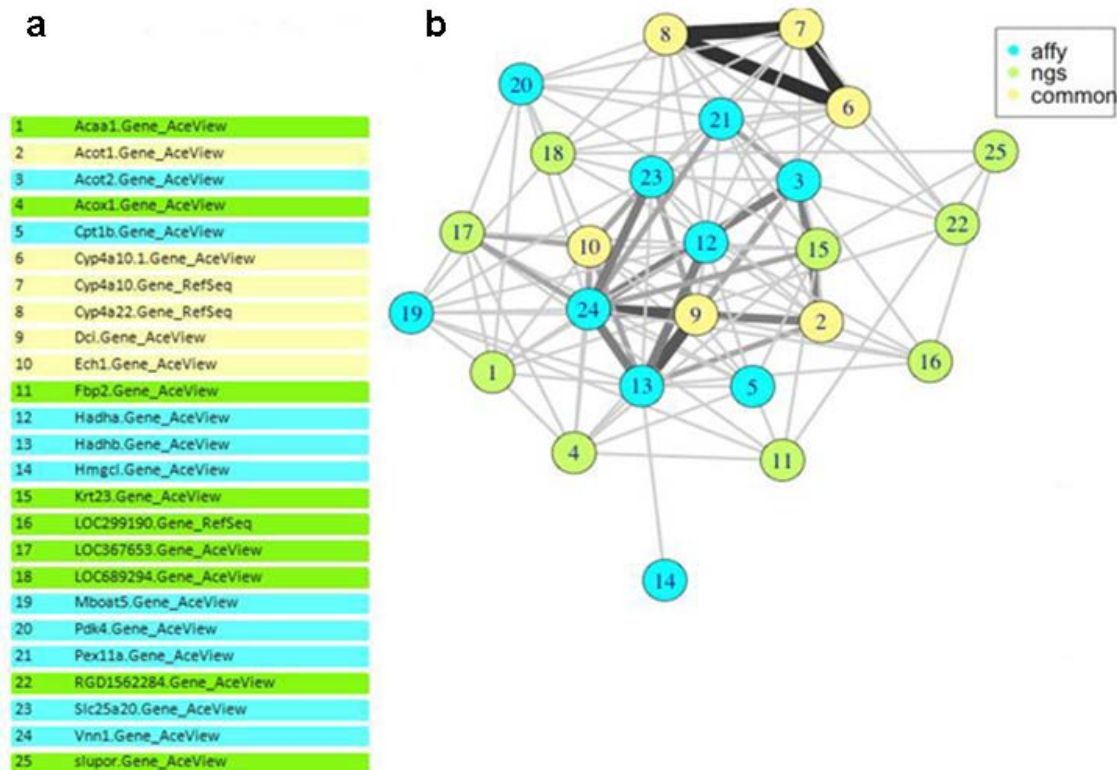 a
1 Acaa1.Gene_AceView
2 Acot1.Gene_AceView
3 Acot2.Gene_AceView
4 Acox1.Gene_AceView
5 Cpt1b.Gene_AceView
6 Cyp4a10.1.Gene_AceView
7 Cyp4a10.Gene_RefSeq
8 Cyp4a22.Gene_RefSeq
9 Dci.Gene_AceView
10 Ech1.Gene_AceView
11 Fbp2.Gene_AceView
12 Hadha.Gene_AceView
13 Hadhb.Gene_AceView
14 Hmgcl.Gene_AceView
15 Krt23.Gene_AceView
16 LOC299190.Gene_RefSeq
17 LOC367653.Gene_AceView
18 LOC689294.Gene_AceView
19 Mboat5.Gene_AceView
20 Pdk4.Gene_AceView
21 Pex11a.Gene_AceView
22 RGD1562284.Gene_AceView
23 Slc25a20.Gene_AceView
24 Vnn1.Gene_AceView
25 slupor.Gene_AceView
b
8
7
20
6
21
18
25
23
3
22
17
10
12
15
19
24
9
2
1
13
5
16
4
11
14
affy
ngs
common